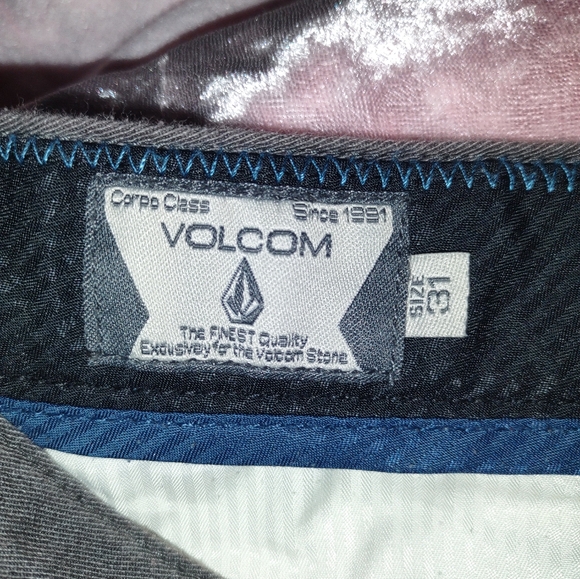 Corpo Class Since 1991
VOLCOM
The FINEST Quality
Exclusively for the Volcom Stone
SIZE
31